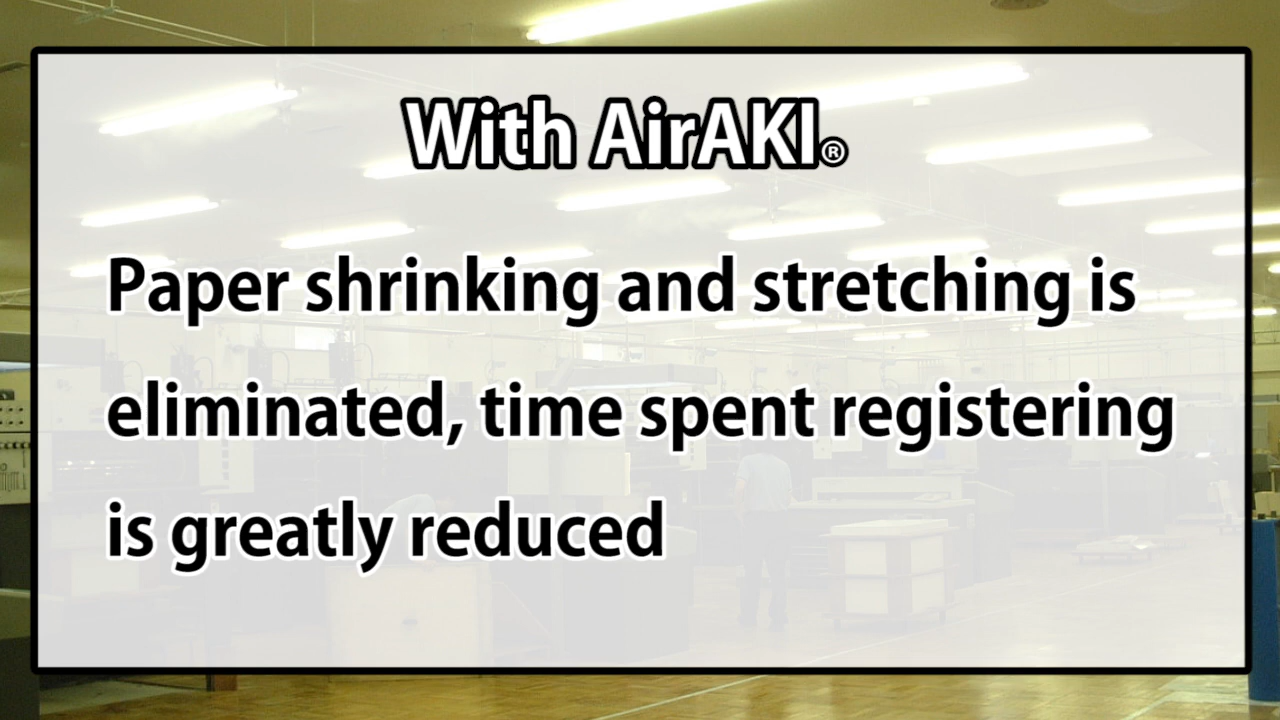 With AirAKI®
Paper shrinking and stretching is
eliminated, time spent registering
is greatly reduced